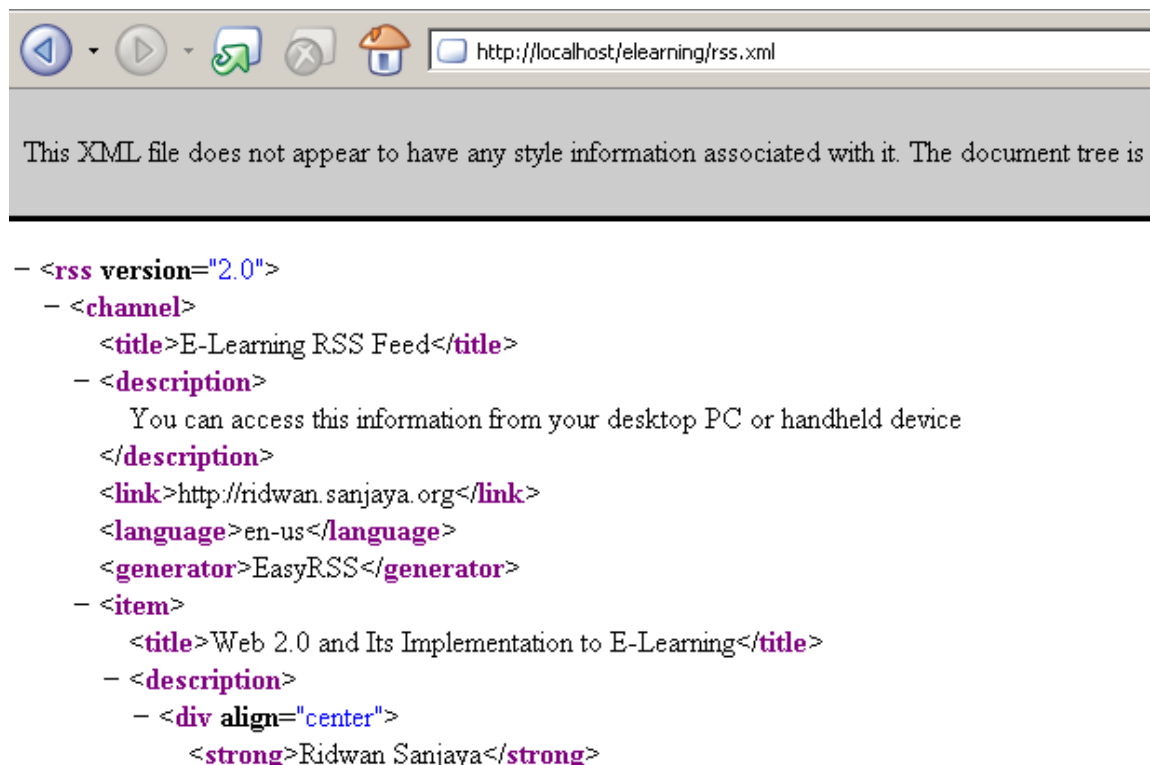 http://localhost/elearning/rss.xml
This XML file does not appear to have any style information associated with it. The document tree is
− <rss version="2.0">
− <channel>
<title>E-Learning RSS Feed</title>
− <description>
You can access this information from your desktop PC or handheld device
</description>
<link>http://ridwan.sanjaya.org</link>
<language>en-us</language>
<generator>EasyRSS</generator>
− <item>
<title>Web 2.0 and Its Implementation to E-Learning</title>
− <description>
− <div align="center">
<strong>Ridwan Sanjaya</strong>